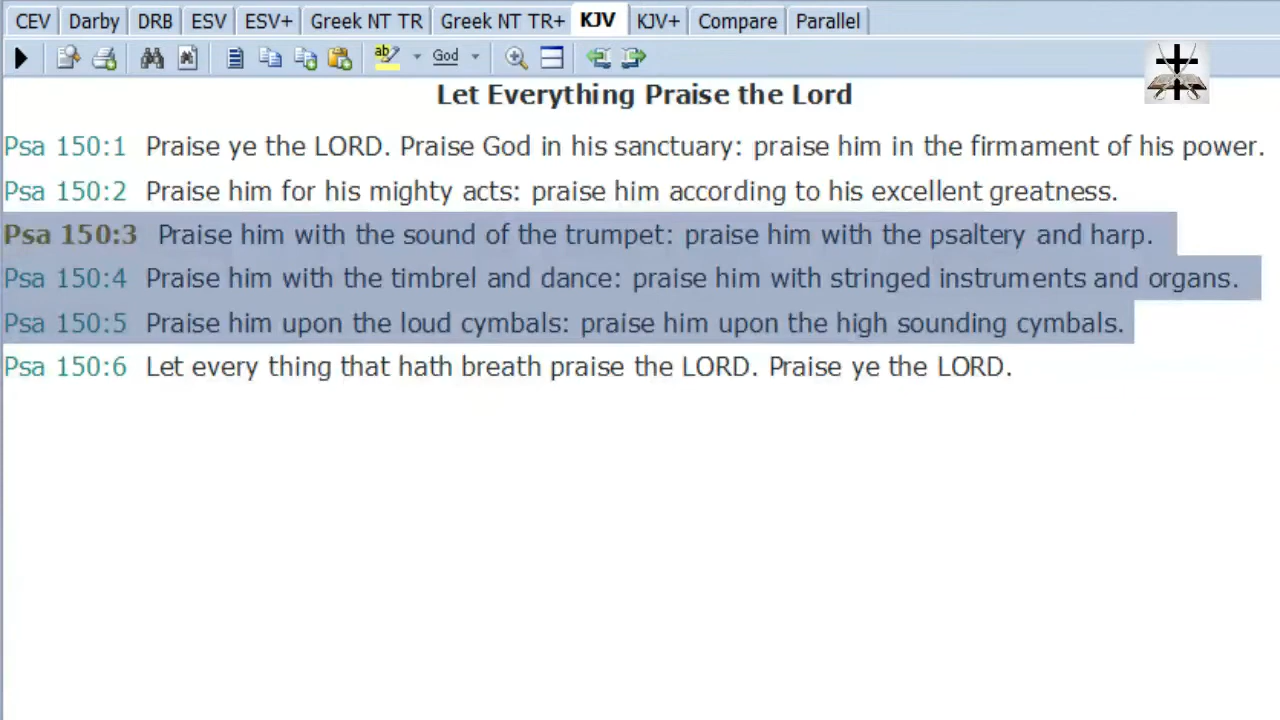 CEV Darby DRB ESV ESV+ Greek NT TR Greek NT TR+ KJV KJV+ Compare Parallel
ab God
Let Everything Praise the Lord
Psa 150:1 Praise ye the LORD. Praise God in his sanctuary: praise him in the firmament of his power.
Psa 150:2 Praise him for his mighty acts: praise him according to his excellent greatness.
Psa 150:3 Praise him with the sound of the trumpet: praise him with the psaltery and harp.
Psa 150:4 Praise him with the timbrel and dance: praise him with stringed instruments and organs.
Psa 150:5 Praise him upon the loud cymbals: praise him upon the high sounding cymbals.
Psa 150:6 Let every thing that hath breath praise the LORD. Praise ye the LORD.